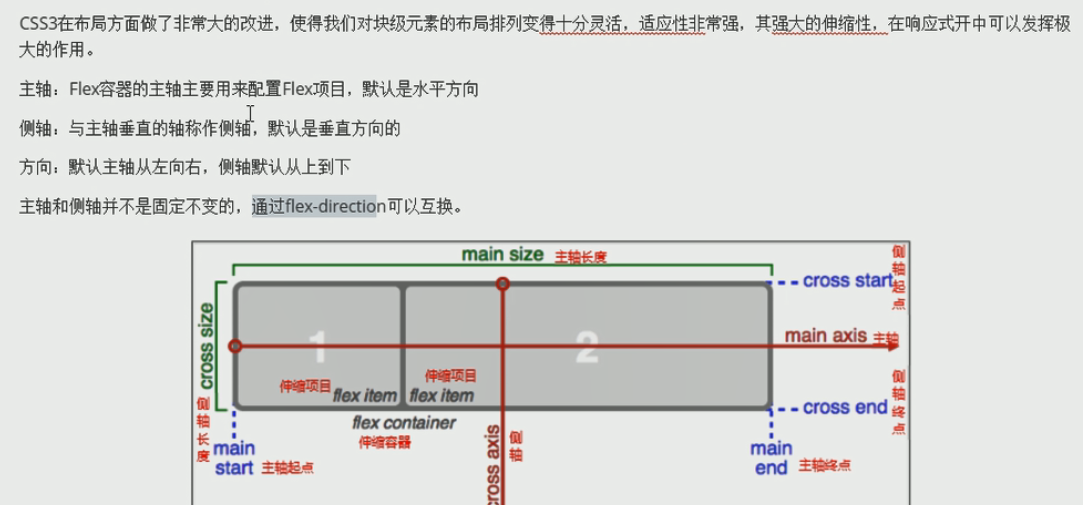 CSS3在布局方面做了非常大的改进，使得我们对块级元素的布局排列变得十分灵活，适应性非常强，其强大的伸缩性，在响应式开中可以发挥极
大的作用。
主轴：Flex容器的主轴主要用来配置Flex项目，默认是水平方向
侧轴：与主轴垂直的轴称作侧轴，默认是垂直方向的
方向：默认主轴从左向右，侧轴默认从上到下
主轴和侧轴并不是固定不变的，通过flex-direction可以互换。
main size 主轴长度
侧轴起点
cross start
cross size
main axis 主轴
1
2
伸缩项目
伸缩项目
flex item
flex item
cross end
侧轴终点
flex container
伸缩容器
侧轴长度
cross axis
侧轴
main
start 主轴起点
main
end 主轴终点